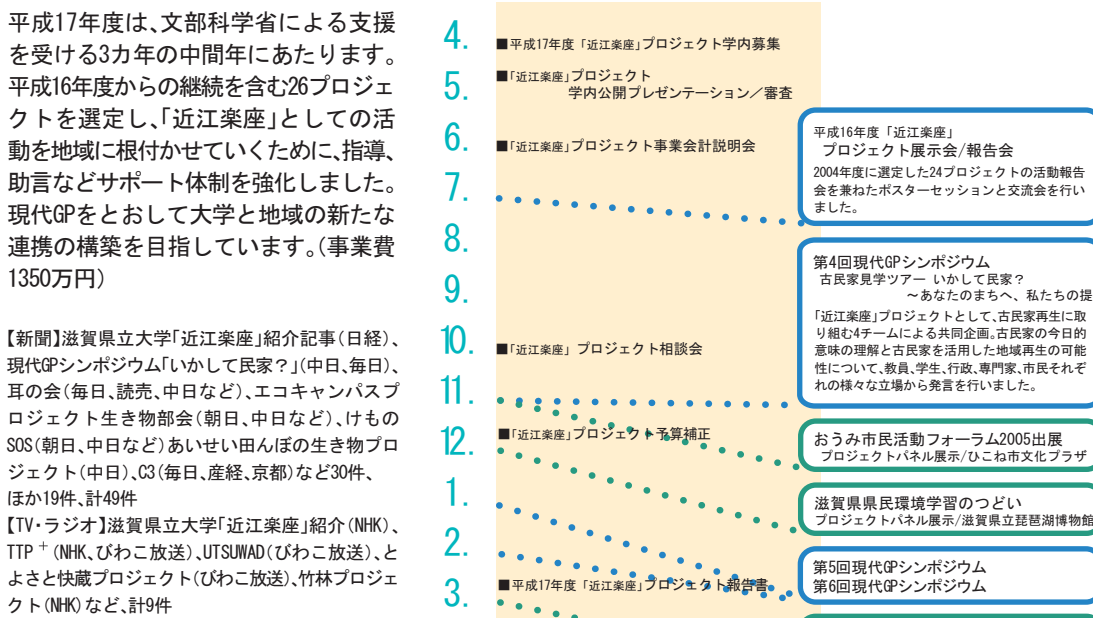 平成17年度は、文部科学省による支援
を受ける3カ年の中間年にあたります。
平成16年度からの継続を含む26プロジェ
クトを選定し、「近江楽座」としての活
動を地域に根付かせていくために、指導、
助言などサポート体制を強化しました。
現代GPをとおして大学と地域の新たな
連携の構築を目指しています。(事業費
1350万円)
【新聞】滋賀県立大学「近江楽座」紹介記事(日経)、
現代GPシンポジウム「いかして民家?」(中日、毎日)、
耳の会(毎日、読売、中日など)、エコキャンパスプ
ロジェクト生き物部会(朝日、中日など)、けもの
SOS(朝日、中日など)あいせい田んぼの生き物プロ
ジェクト(中日)、C3(毎日、産経、京都)など30件、
ほか19件、計49件
【TV・ラジオ】滋賀県立大学「近江楽座」紹介(NHK)、
TTP+(NHK、びわこ放送)、UTSUWAD(びわこ放送)、と
よさと快蔵プロジェクト(びわこ放送)、竹林プロジェ
クト(NHK)など、計9件
4.
■平成17年度「近江楽座」プロジェクト学内募集
5.
■「近江楽座」プロジェクト
学内公開プレゼンテーション/審査
6.
■「近江楽座」プロジェクト事業会計説明会
7.
8.
9.
10.
■「近江楽座」プロジェクト相談会
11.
12.
■「近江楽座」プロジェクト予算補正
1.
2.
3.
■平成17年度「近江楽座」プロジェクト報告書
平成16年度「近江楽座」
プロジェクト展示会/報告会
2004年度に選定した24プロジェクトの活動報告
会を兼ねたポスターセッションと交流会を行い
ました。
第4回現代GPシンポジウム
古民家見学ツアー いかして民家?
~あなたのまちへ、私たちの提
「近江楽座」プロジェクトとして、古民家再生に取
り組む4チームによる共同企画。古民家の今日的
意味の理解と古民家を活用した地域再生の可能
性について、教員、学生、行政、専門家、市民それぞ
れの様々な立場から発言を行いました。
おうみ市民活動フォーラム2005出展
プロジェクトパネル展示/ひこね市文化プラザ
滋賀県県民環境学習のつどい
プロジェクトパネル展示/滋賀県立琵琶湖博物館
第5回現代GPシンポジウム
第6回現代GPシンポジウム